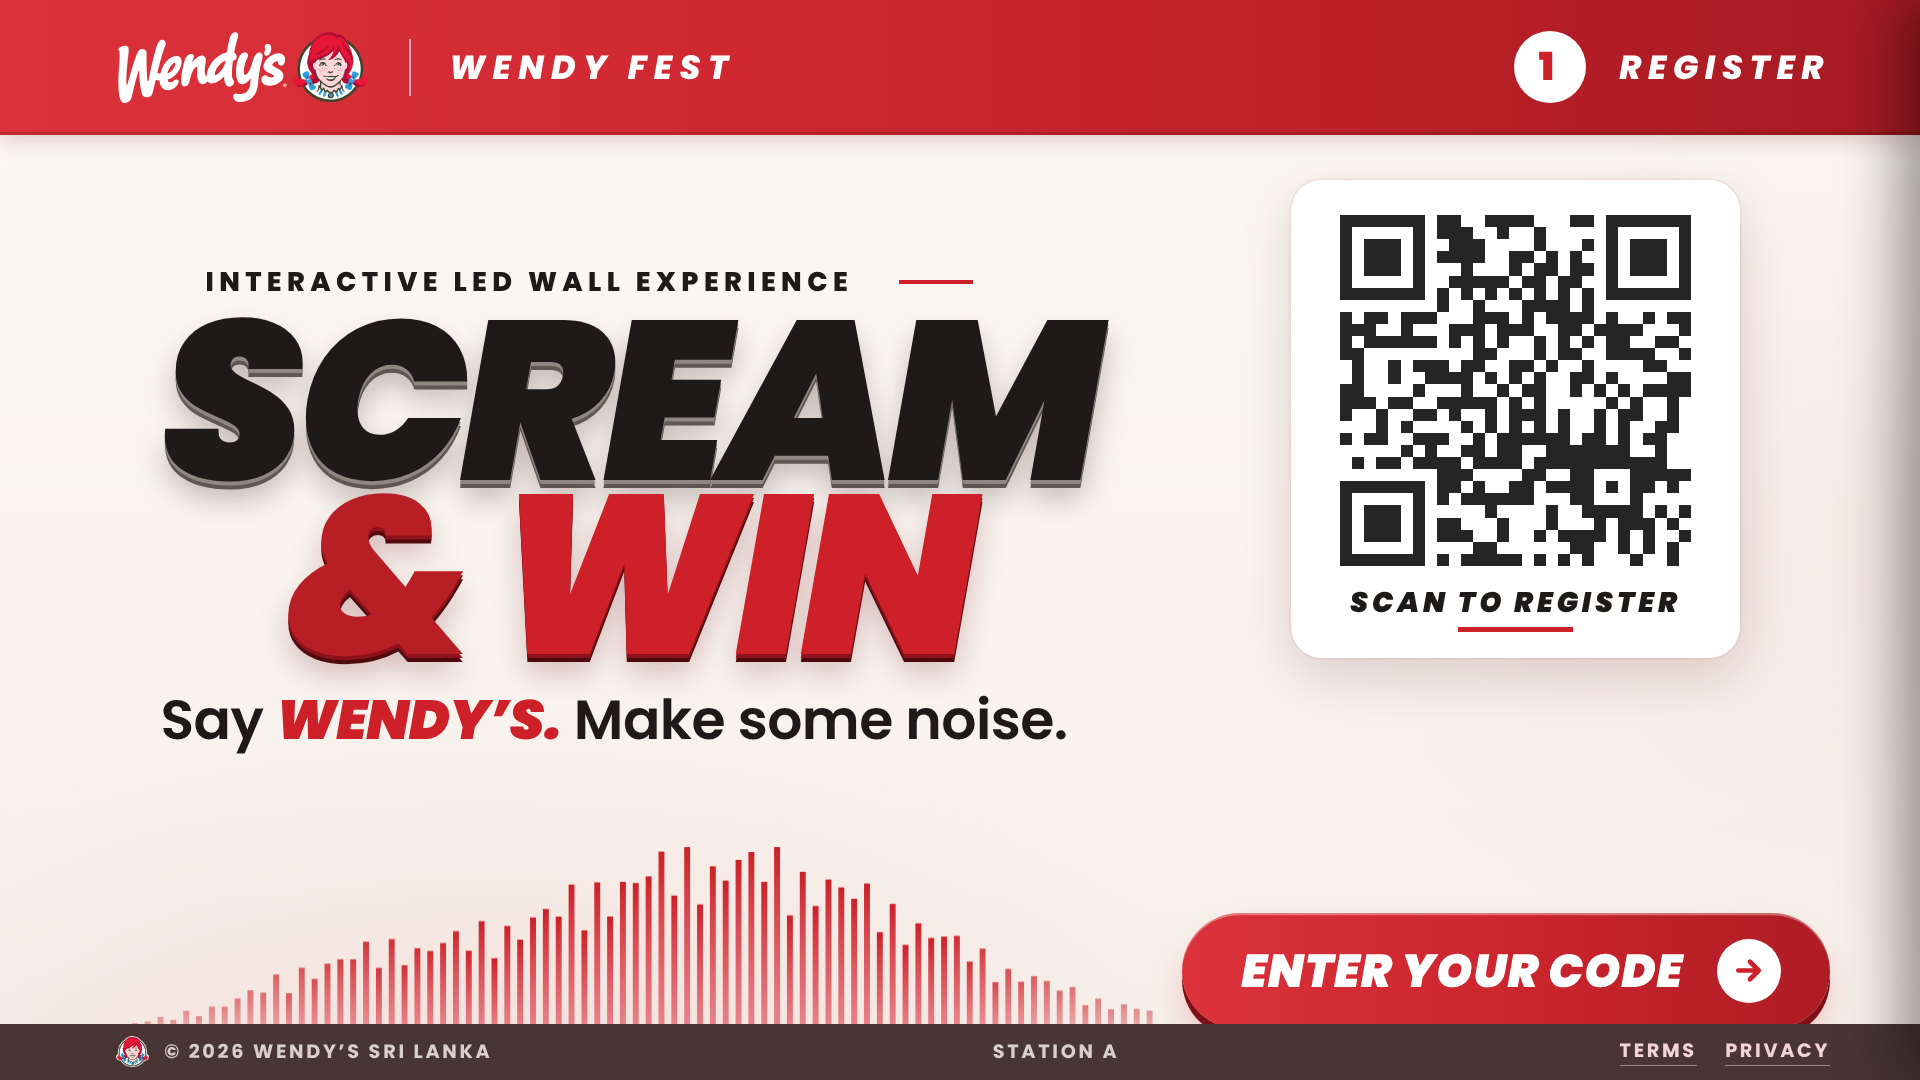 Wendy's
WENDY FEST
1
REGISTER
INTERACTIVE LED WALL EXPERIENCE
SCREAM
& WIN
Say WENDY’S. Make some noise.
SCAN TO REGISTER
ENTER YOUR CODE
© 2026 WENDY’S SRI LANKA
STATION A
TERMS
PRIVACY